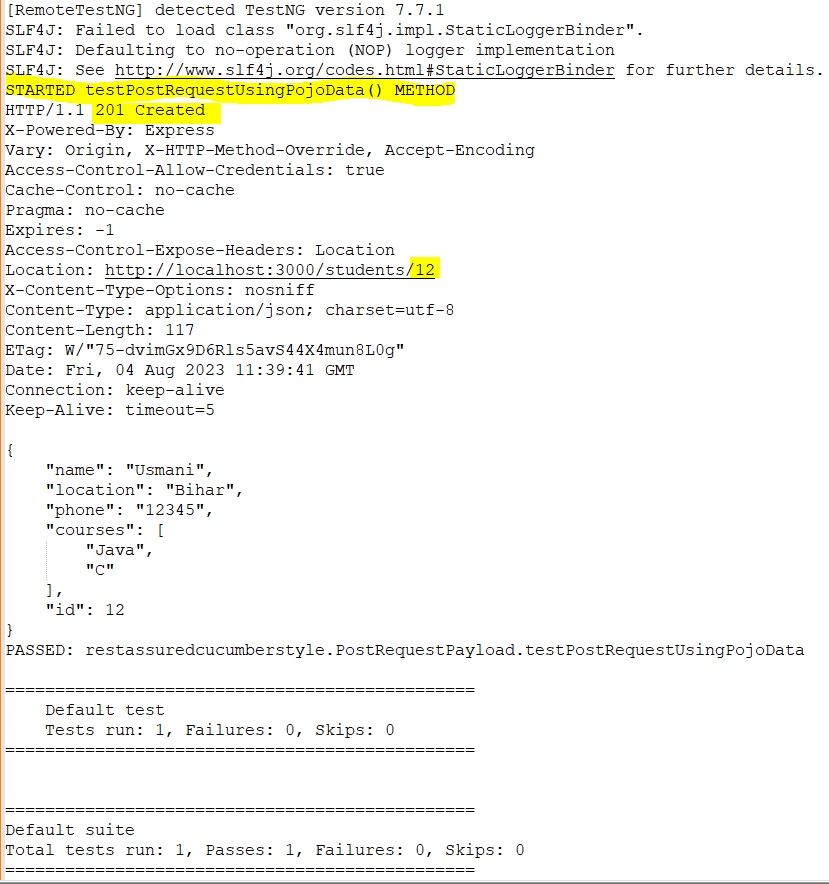 [RemoteTestNG] detected TestNG version 7.7.1
SLF4J: Failed to load class "org.slf4j.impl.StaticLoggerBinder".
SLF4J: Defaulting to no-operation (NOP) logger implementation
SLF4J: See http://www.slf4j.org/codes.html#StaticLoggerBinder for further details.
STARTED testPostRequestUsingPojoData() METHOD
HTTP/1.1 201 Created
X-Powered-By: Express
Vary: Origin, X-HTTP-Method-Override, Accept-Encoding
Access-Control-Allow-Credentials: true
Cache-Control: no-cache
Pragma: no-cache
Expires: -1
Access-Control-Expose-Headers: Location
Location: http://localhost:3000/students/12
X-Content-Type-Options: nosniff
Content-Type: application/json; charset=utf-8
Content-Length: 117
ETag: W/"75-dvimGx9D6Rls5avS44X4mun8L0g"
Date: Fri, 04 Aug 2023 11:39:41 GMT
Connection: keep-alive
Keep-Alive: timeout=5

{
    "name": "Usmani",
    "location": "Bihar",
    "phone": "12345",
    "courses": [
        "Java",
        "C"
    ],
    "id": 12
}
PASSED: restassuredcucumberstyle.PostRequestPayload.testPostRequestUsingPojoData

===============================================
    Default test
    Tests run: 1, Failures: 0, Skips: 0
===============================================


===============================================
Default suite
Total tests run: 1, Passes: 1, Failures: 0, Skips: 0
===============================================